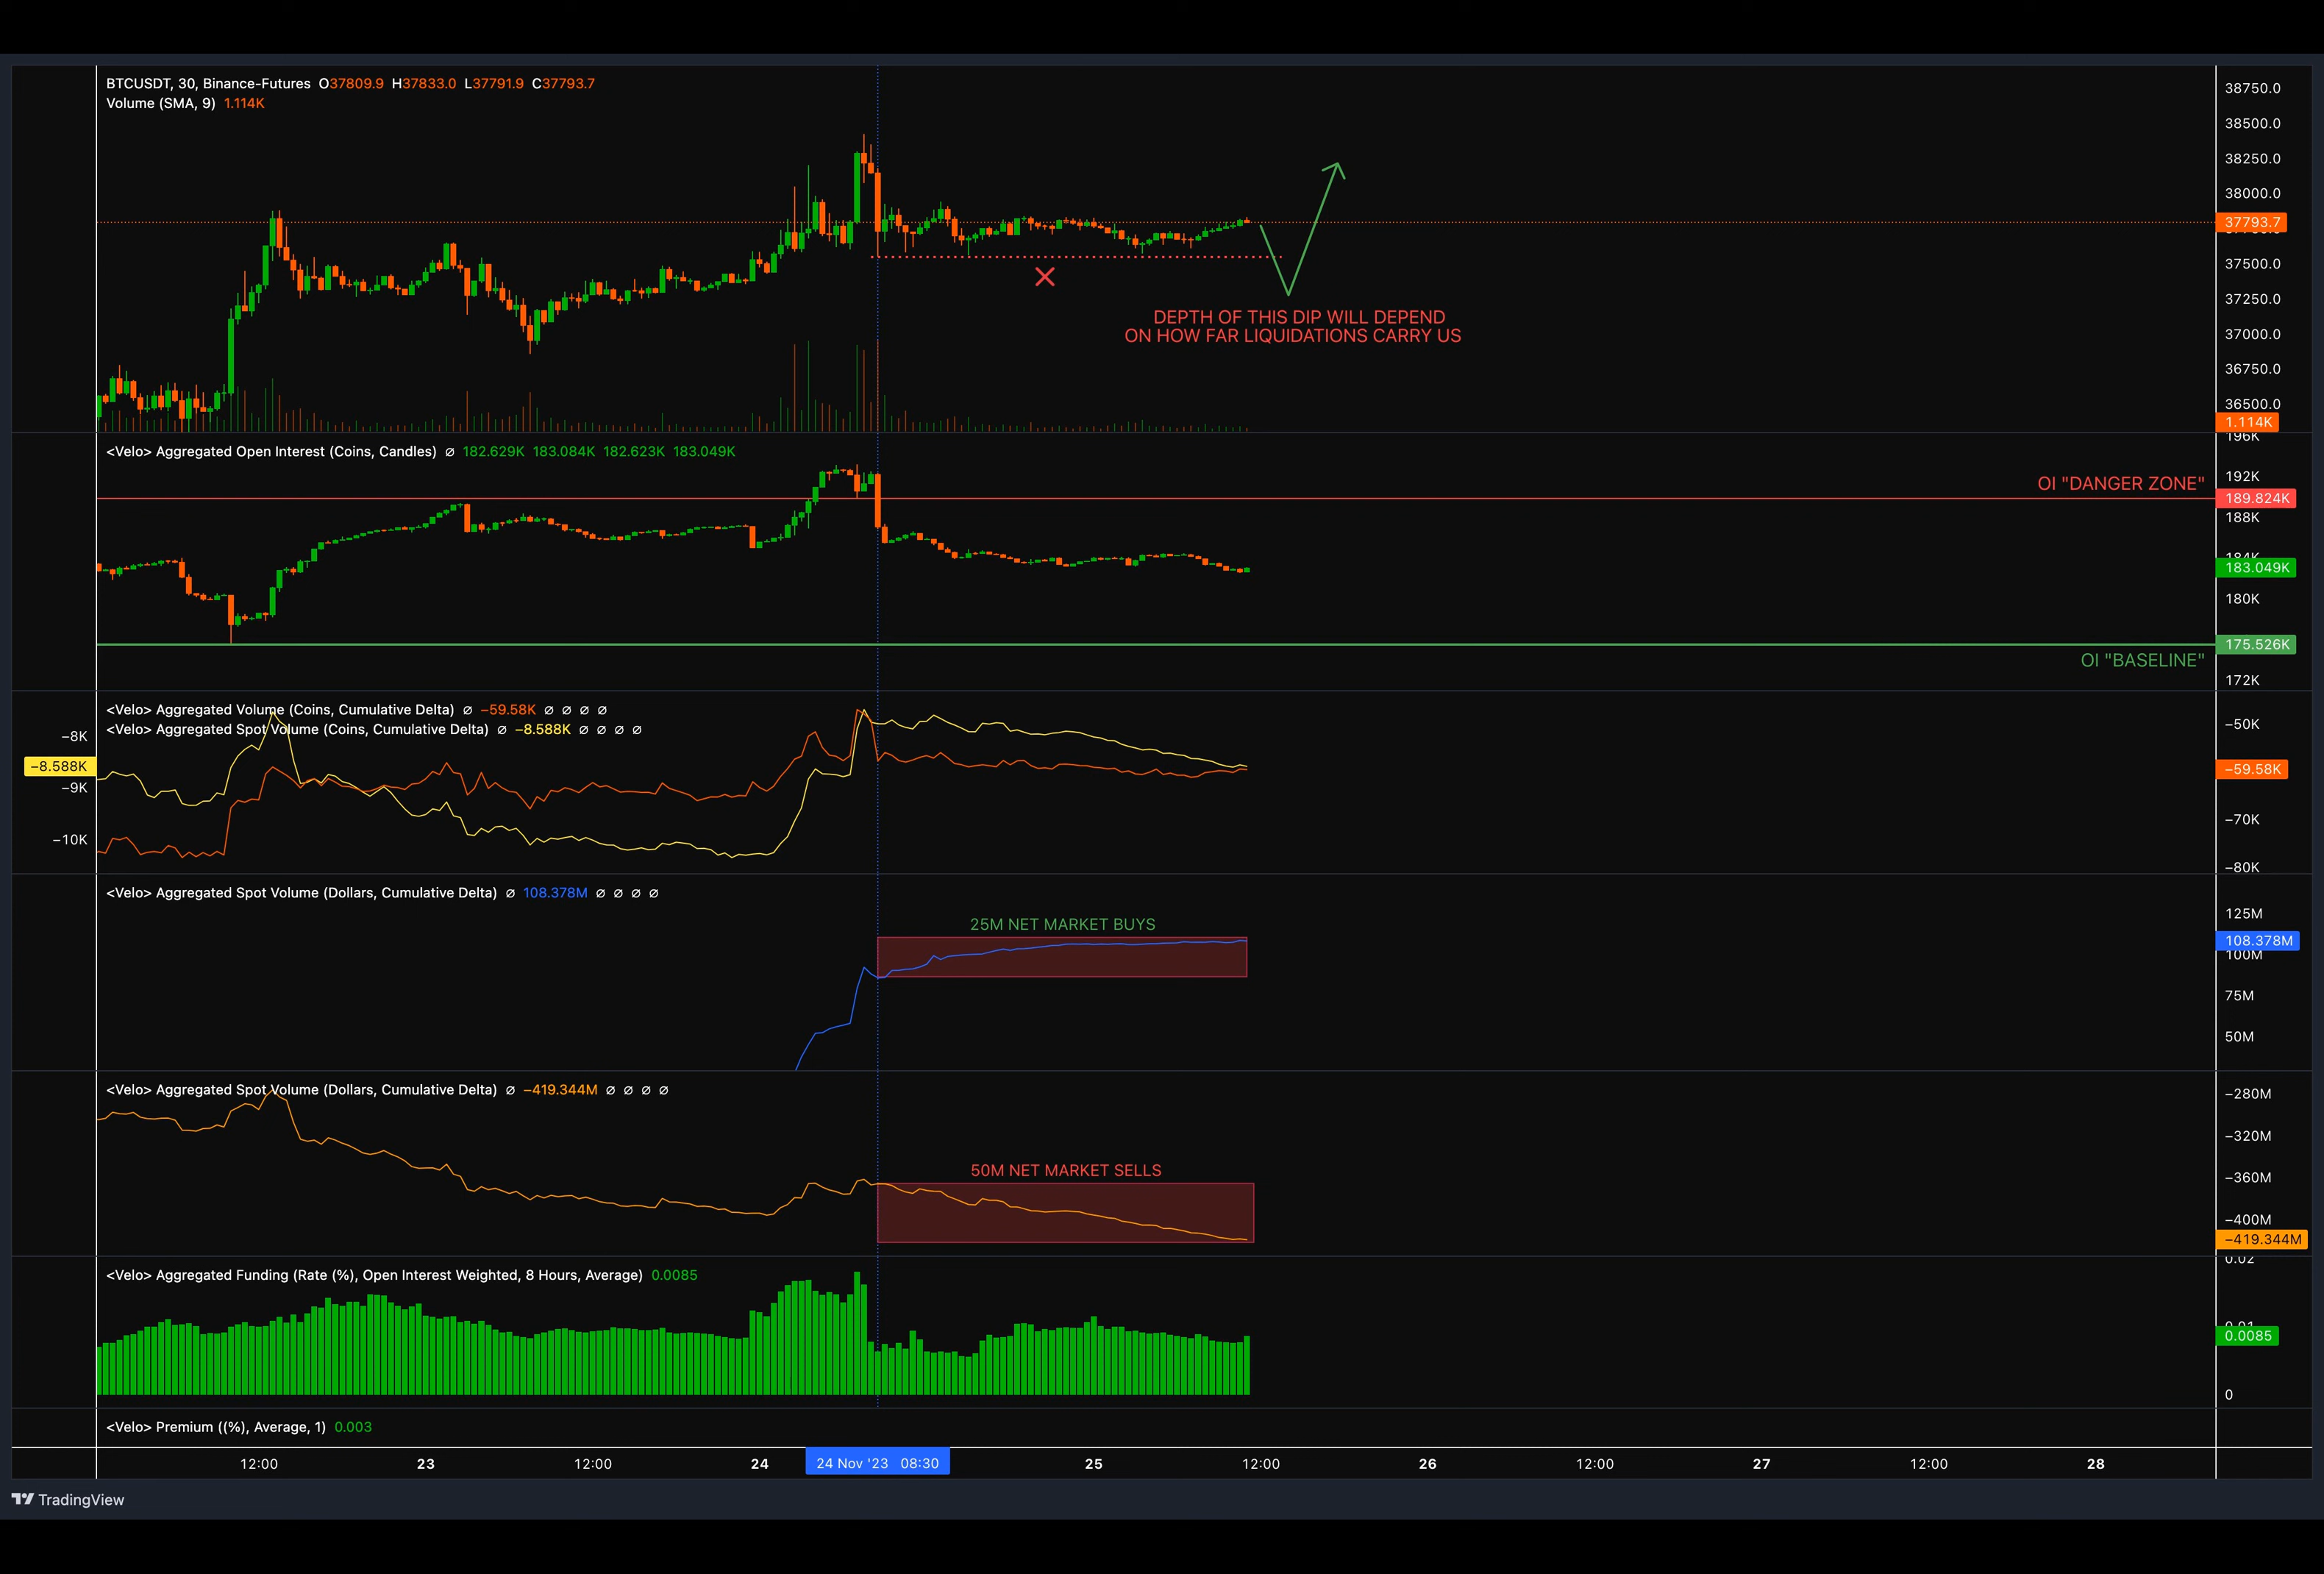 BTCUSDT, 30, Binance-Futures O37809.9 H37833.0 L37791.9 C37793.7
Volume (SMA, 9) 1.114K
38750.0
38500.0
38250.0
38000.0
37793.7
37500.0
37250.0
37000.0
36750.0
36500.0
1.114K
DEPTH OF THIS DIP WILL DEPEND
ON HOW FAR LIQUIDATIONS CARRY US
<Velo> Aggregated Open Interest (Coins, Candles) ∅ 182.629K 183.084K 182.623K 183.049K
196K
192K
OI "DANGER ZONE"
189.824K
188K
184K
183.049K
180K
175.526K
OI "BASELINE"
172K
<Velo> Aggregated Volume (Coins, Cumulative Delta) ∅ −59.58K ∅ ∅ ∅ ∅
<Velo> Aggregated Spot Volume (Coins, Cumulative Delta) ∅ −8.588K ∅ ∅ ∅ ∅
−8K
−8.588K
−9K
−10K
−50K
−59.58K
−70K
−80K
<Velo> Aggregated Spot Volume (Dollars, Cumulative Delta) ∅ 108.378M ∅ ∅ ∅ ∅
25M NET MARKET BUYS
125M
108.378M
100M
75M
50M
<Velo> Aggregated Spot Volume (Dollars, Cumulative Delta) ∅ −419.344M ∅ ∅ ∅ ∅
50M NET MARKET SELLS
−280M
−320M
−360M
−400M
−419.344M
<Velo> Aggregated Funding (Rate (%), Open Interest Weighted, 8 Hours, Average) 0.0085
0.02
0.01
0.0085
0
<Velo> Premium ((%), Average, 1) 0.003
12:00 23 12:00 24 24 Nov '23 08:30 25 12:00 26 12:00 27 12:00 28
TradingView